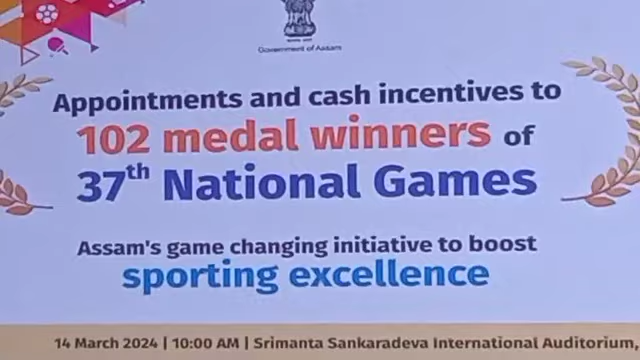 Government of Assam
Appointments and cash incentives to
102 medal winners of
37th National Games
Assam's game changing initiative to boost
sporting excellence
14 March 2024 | 10:00 AM | Srimanta Sankaradeva International Auditorium,